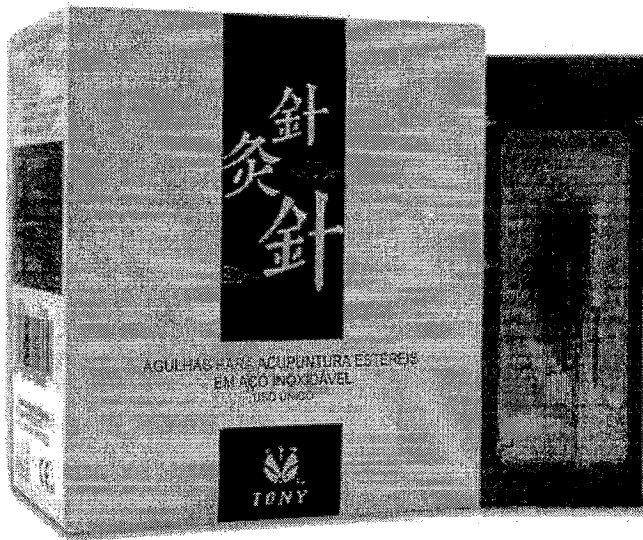 針
灸
針
AGULHAS PARA ACUPUNTURA ESTÉREIS
EM AÇO INOXIDÁVEL
USO ÚNICO
TONY